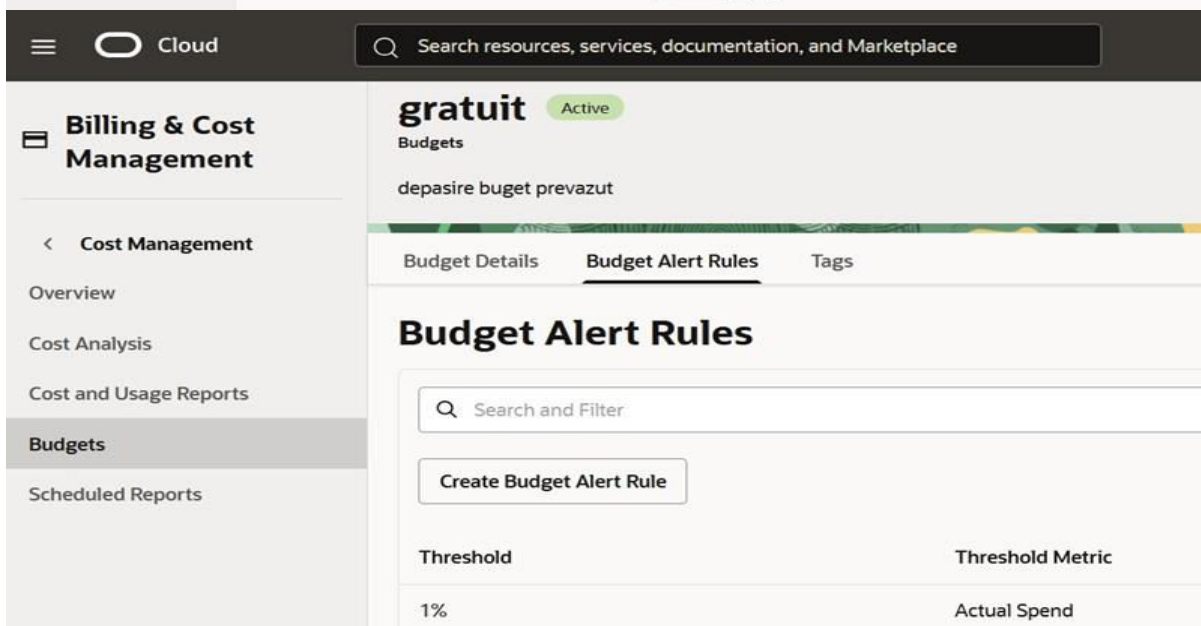 Cloud
Search resources, services, documentation, and Marketplace
Billing & Cost
Management
Cost Management
Overview
Cost Analysis
Cost and Usage Reports
Budgets
Scheduled Reports
gratuit Active
Budgets
depasire buget prevazut
Budget Details Budget Alert Rules Tags
Budget Alert Rules
Search and Filter
Create Budget Alert Rule
Threshold Threshold Metric
1% Actual Spend